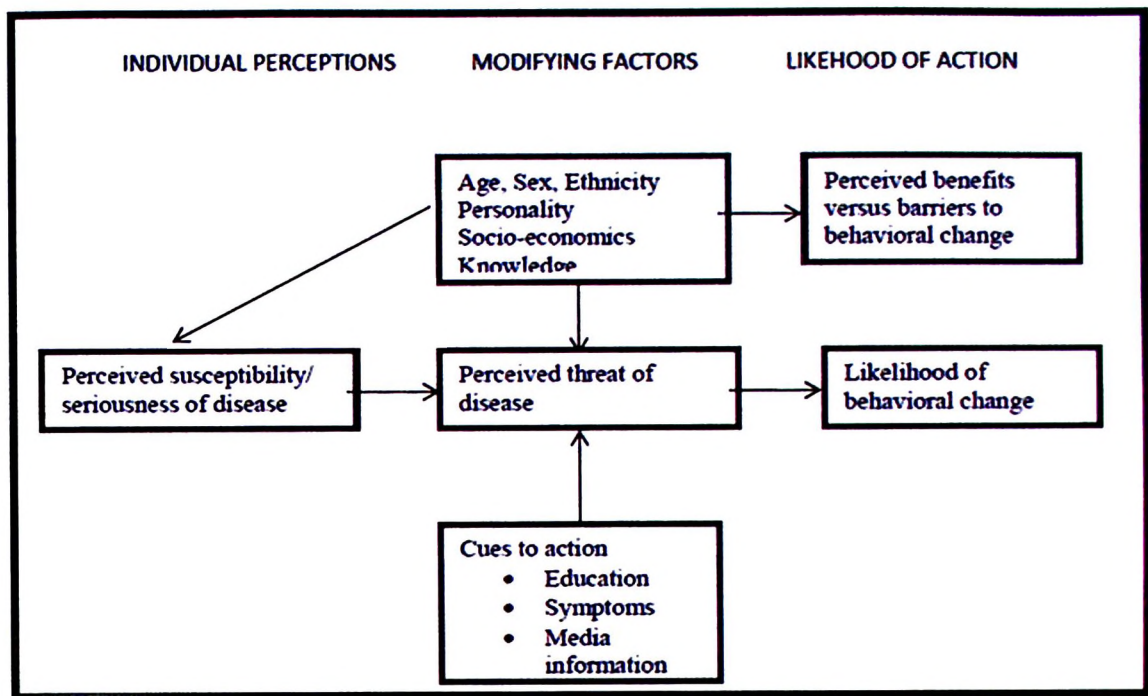 INDIVIDUAL PERCEPTIONS
MODIFYING FACTORS
LIKEHOOD OF ACTION
Age, Sex, Ethnicity
Personality
Socio-economics
Knowledge
Perceived benefits
versus barriers to
behavioral change
Perceived susceptibility/
seriousness of disease
Perceived threat of
disease
Likelihood of
behavioral change
Cues to action
• Education
• Symptoms
• Media
information